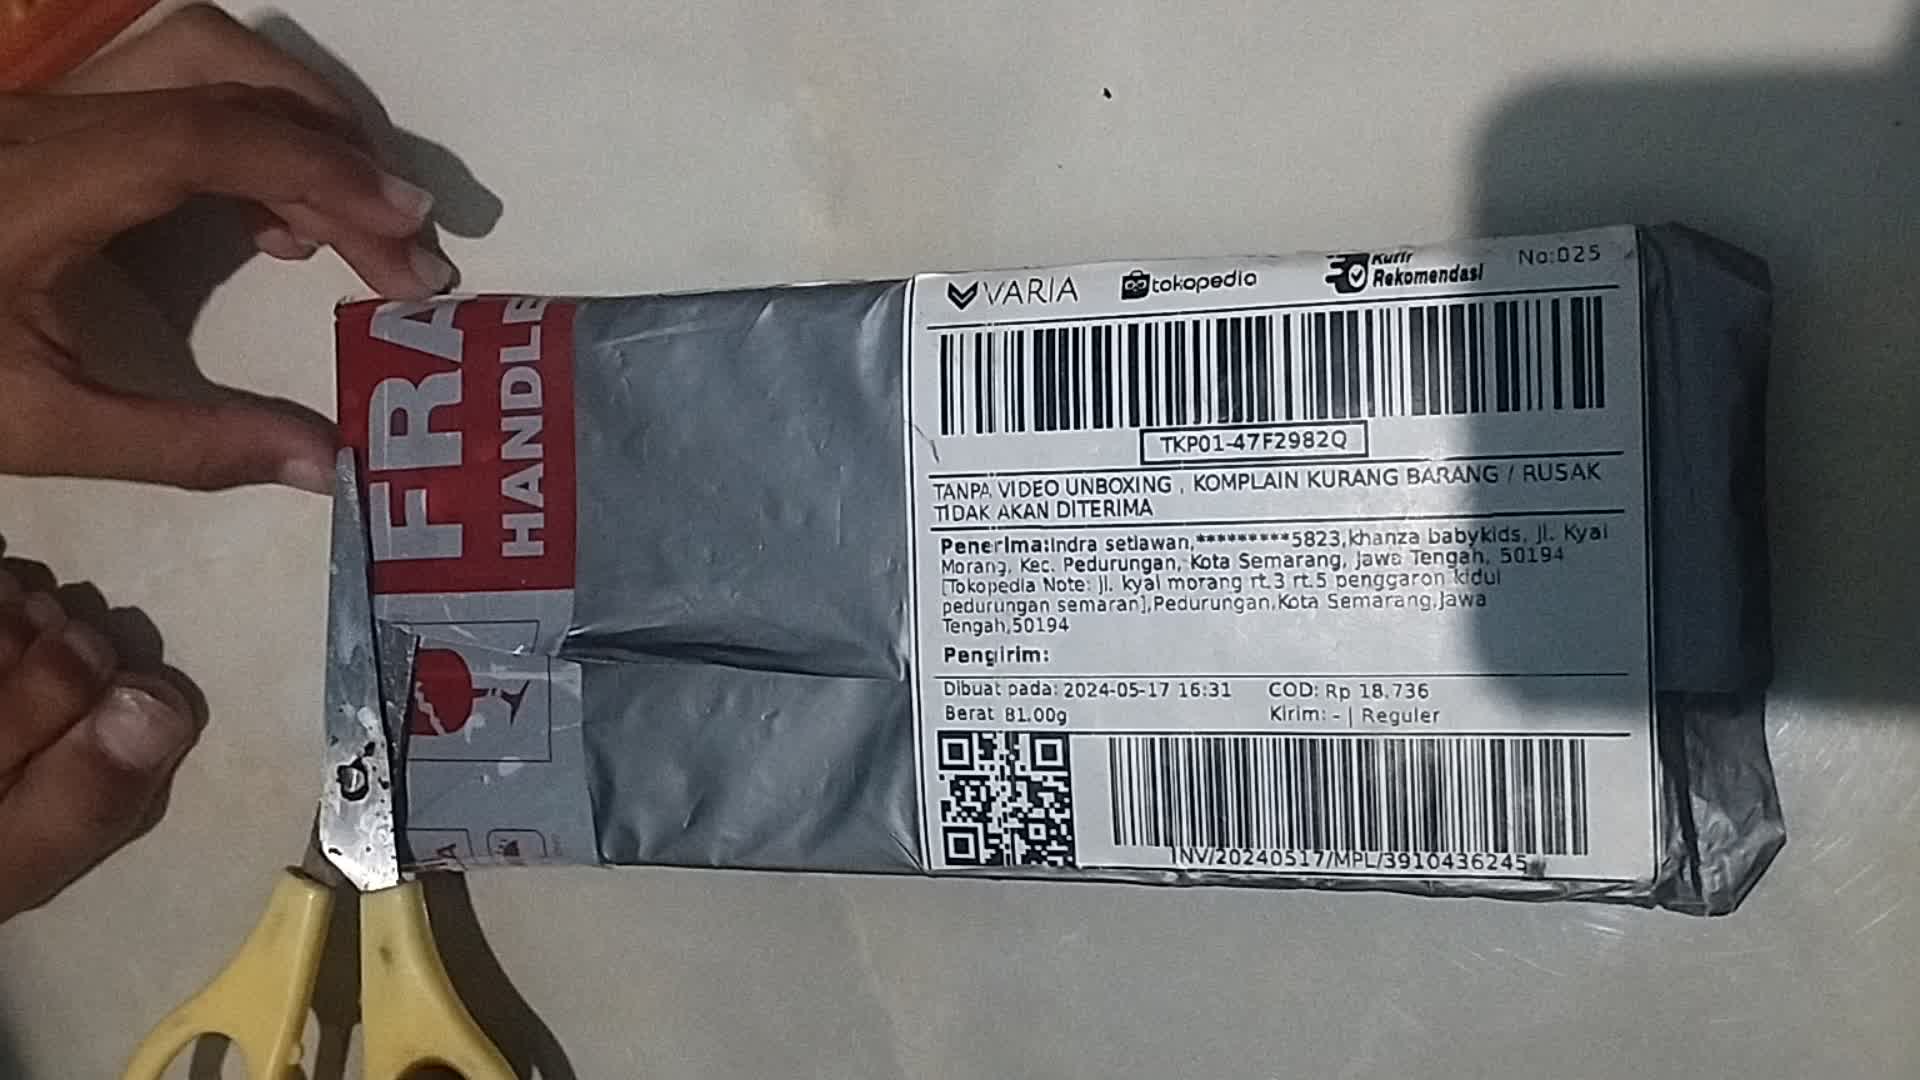 FRA
HANDLE
VARIA
tokopedia
Kurir
Rekomendasi
No:025
TKP01-47F2982Q
TANPA VIDEO UNBOXING , KOMPLAIN KURANG BARANG / RUSAK
TIDAK AKAN DITERIMA
Penerima:Indra setiawan,*********5823,khanza babykids, Jl. Kyai
Morang, Kec. Pedurungan, Kota Semarang, Jawa Tengah, 50194
[Tokopedia Note: Jl. kyai morang rt.3 rt.5 penggaron kidul
pedurungan semaran],Pedurungan,Kota Semarang,Jawa
Tengah,50194
Pengirim:
Dibuat pada: 2024-05-17 16:31
COD: Rp 18.736
Berat 81.00g
Kirim: - | Reguler
INV/20240517/MPL/3910436245